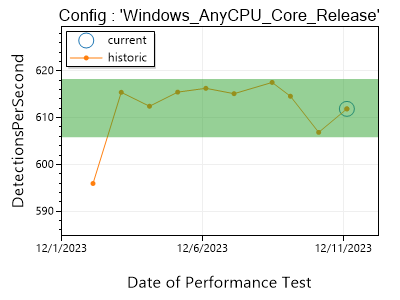 Config : 'Windows_AnyCPU_Core_Release'
current
historic
DetectionsPerSecond
620
610
600
590
12/1/2023
12/6/2023
12/11/2023
Date of Performance Test